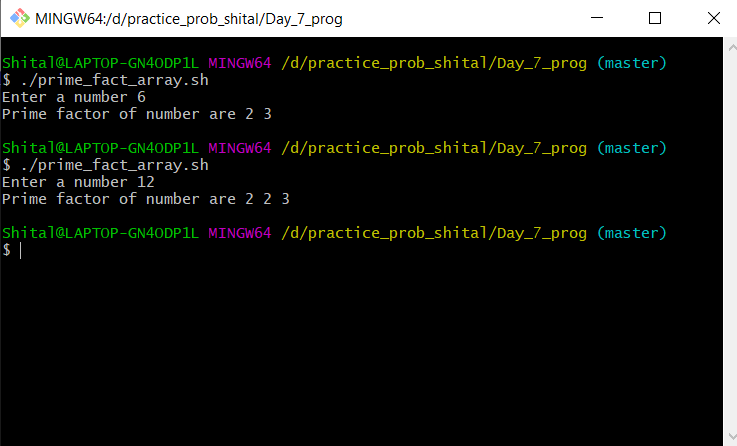 MINGW64:/d/practice_prob_shital/Day_7_prog
Shital@LAPTOP-GN4ODP1L MINGW64 /d/practice_prob_shital/Day_7_prog (master)
$ ./prime_fact_array.sh
Enter a number 6
Prime factor of number are 2 3
Shital@LAPTOP-GN4ODP1L MINGW64 /d/practice_prob_shital/Day_7_prog (master)
$ ./prime_fact_array.sh
Enter a number 12
Prime factor of number are 2 2 3
Shital@LAPTOP-GN4ODP1L MINGW64 /d/practice_prob_shital/Day_7_prog (master)
$